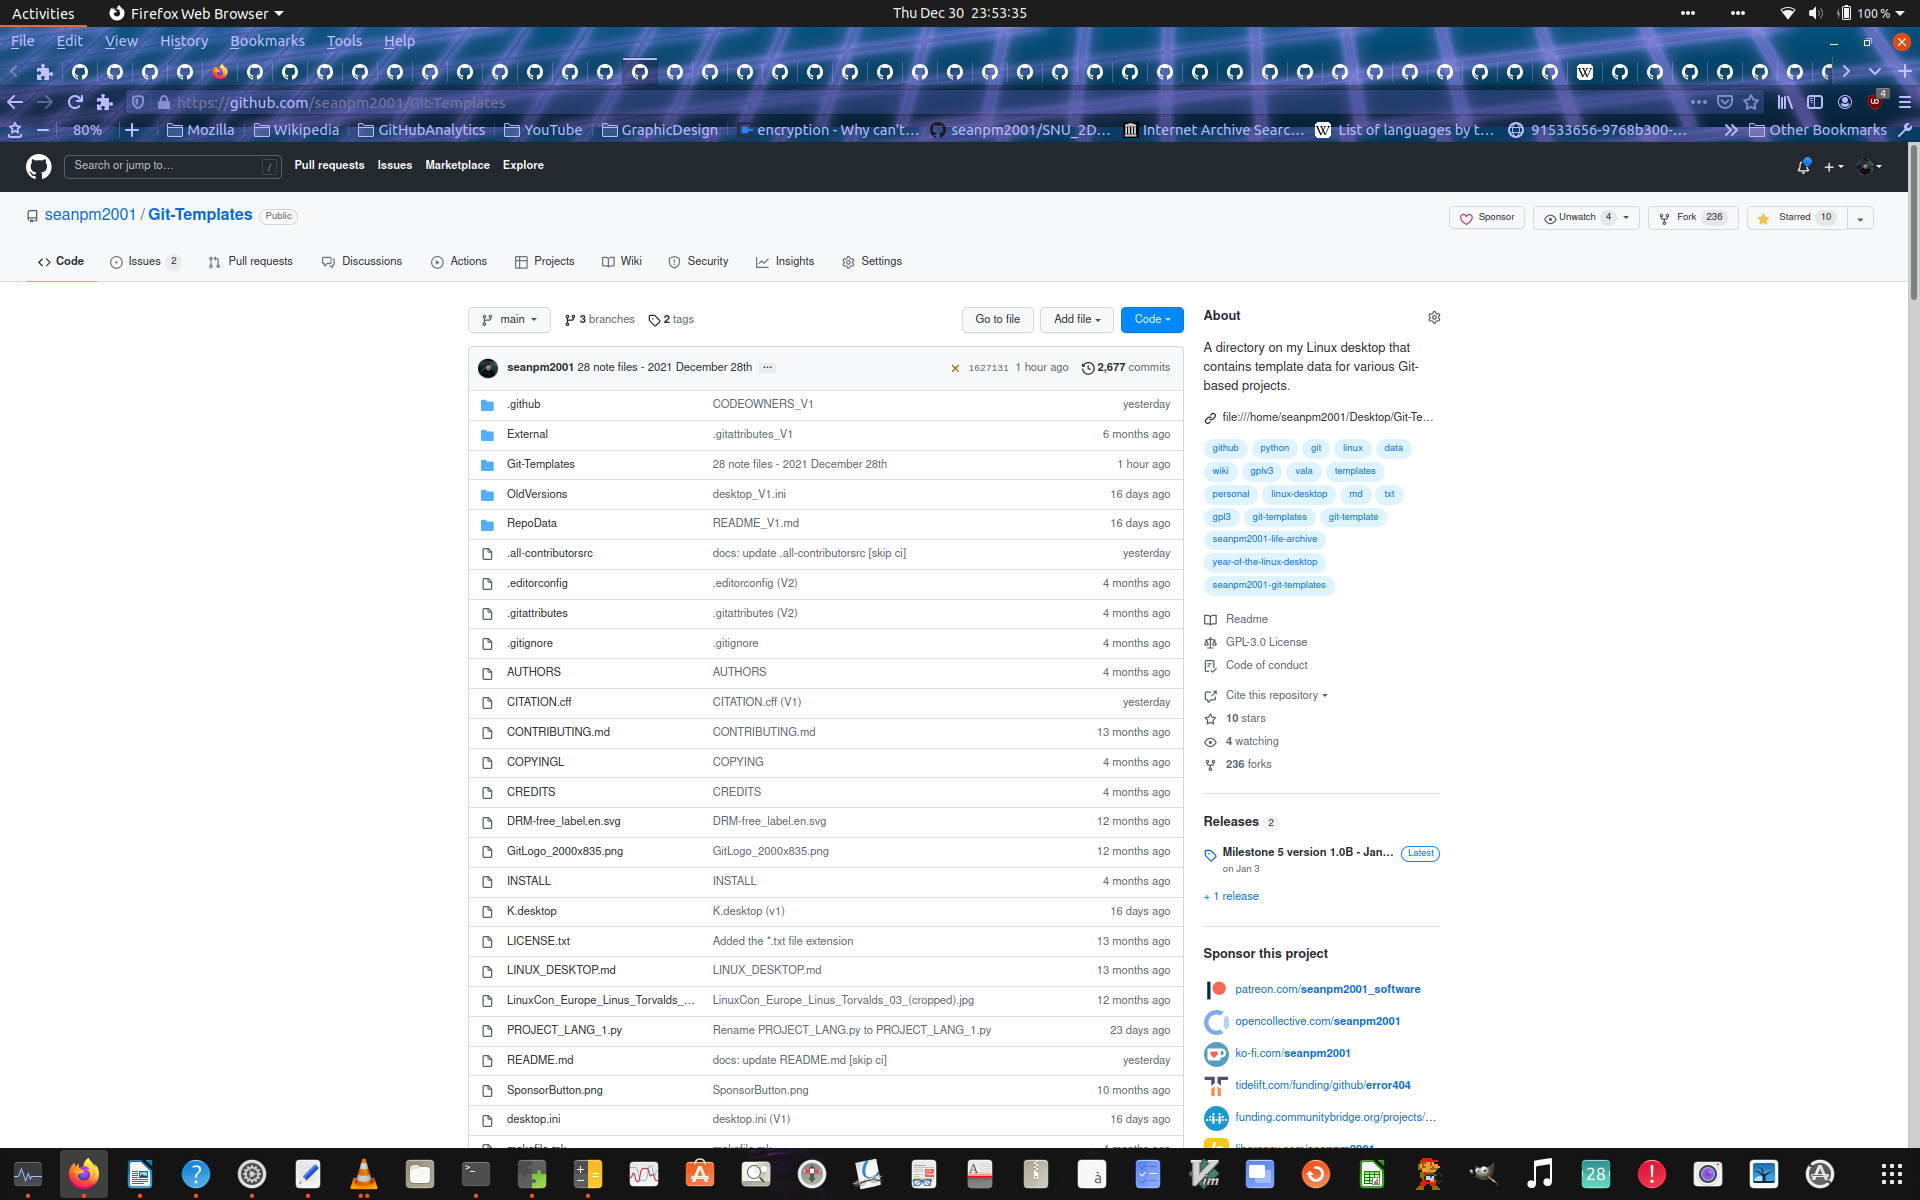 Activities Firefox Web Browser Thu Dec 30 23:53:35 100 %
File Edit View History Bookmarks Tools Help
https://github.com/seanpm2001/Git-Templates 4
80% Mozilla Wikipedia GitHubAnalytics YouTube GraphicDesign encryption - Why can't... seanpm2001/SNU_2D... Internet Archive Searc... List of languages by t... 91533656-9768b300-... Other Bookmarks
Search or jump to... / Pull requests Issues Marketplace Explore
seanpm2001 / Git-Templates Public Sponsor Unwatch 4 Fork 236 Starred 10
Code Issues 2 Pull requests Discussions Actions Projects Wiki Security Insights Settings
main 3 branches 2 tags Go to file Add file Code
seanpm2001 28 note files - 2021 December 28th ... 1627131 1 hour ago 2,677 commits
.github CODEOWNERS_V1 yesterday
External .gitattributes_V1 6 months ago
Git-Templates 28 note files - 2021 December 28th 1 hour ago
OldVersions desktop_V1.ini 16 days ago
RepoData README_V1.md 16 days ago
.all-contributorsrc docs: update .all-contributorsrc [skip ci] yesterday
.editorconfig .editorconfig (V2) 4 months ago
.gitattributes .gitattributes (V2) 4 months ago
.gitignore .gitignore 4 months ago
AUTHORS AUTHORS 4 months ago
CITATION.cff CITATION.cff (V1) yesterday
CONTRIBUTING.md CONTRIBUTING.md 13 months ago
COPYINGL COPYING 4 months ago
CREDITS CREDITS 4 months ago
DRM-free_label.en.svg DRM-free_label.en.svg 12 months ago
GitLogo_2000x835.png GitLogo_2000x835.png 12 months ago
INSTALL INSTALL 4 months ago
K.desktop K.desktop (v1) 16 days ago
LICENSE.txt Added the *.txt file extension 13 months ago
LINUX_DESKTOP.md LINUX_DESKTOP.md 13 months ago
LinuxCon_Europe_Linus_Torvalds_... LinuxCon_Europe_Linus_Torvalds_03_(cropped).jpg 12 months ago
PROJECT_LANG_1.py Rename PROJECT_LANG.py to PROJECT_LANG_1.py 23 days ago
README.md docs: update README.md [skip ci] yesterday
SponsorButton.png SponsorButton.png 10 months ago
desktop.ini desktop.ini (V1) 16 days ago
makefile.mk makefile.mk 4 months ago
About
A directory on my Linux desktop that
contains template data for various Git-
based projects.
file:///home/seanpm2001/Desktop/Git-Te...
github python git linux data
wiki gplv3 vala templates
personal linux-desktop md txt
gpl3 git-templates git-template
seanpm2001-life-archive
year-of-the-linux-desktop
seanpm2001-git-templates
Readme
GPL-3.0 License
Code of conduct
Cite this repository
10 stars
4 watching
236 forks
Releases 2
Milestone 5 version 1.0B - Jan... Latest
on Jan 3
+ 1 release
Sponsor this project
patreon.com/seanpm2001_software
opencollective.com/seanpm2001
ko-fi.com/seanpm2001
tidelift.com/funding/github/error404
funding.communitybridge.org/projects/...
liberapay.com/seanpm2001
28